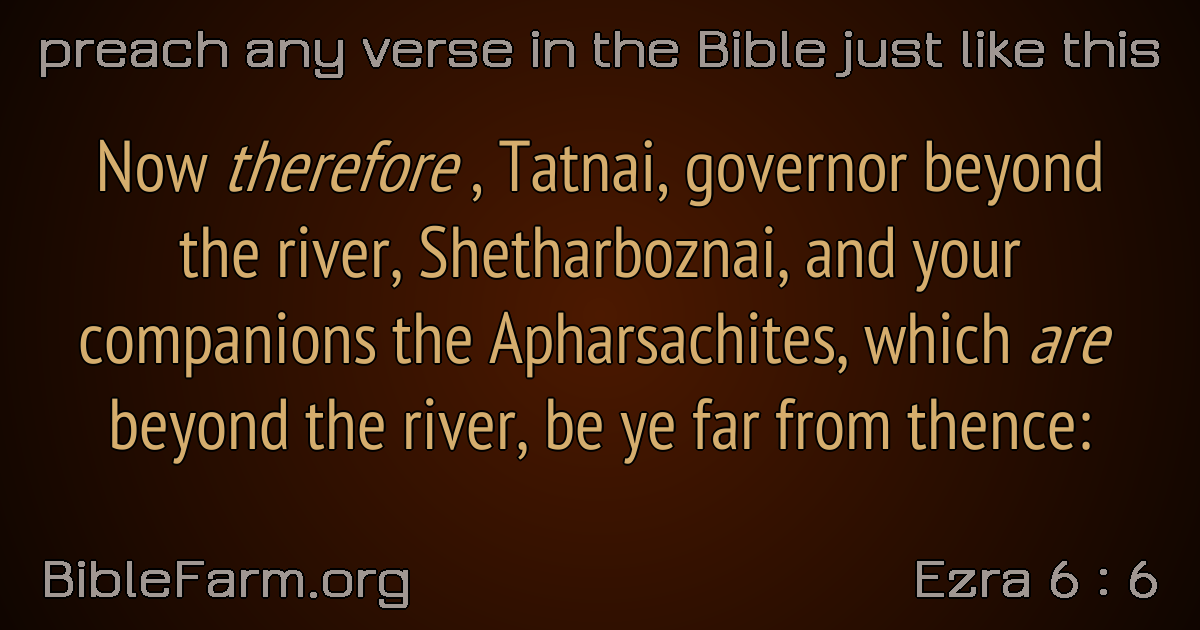 preach any verse in the Bible just like this
Now therefore , Tatnai, governor beyond
the river, Shetharboznai, and your
companions the Apharsachites, which are
beyond the river, be ye far from thence:
BibleFarm.org
Ezra 6 : 6